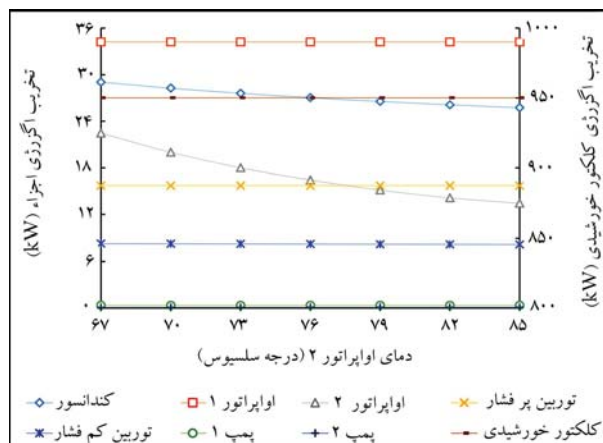 تخریب اگزرژی اجزاء (kW)
۳۶
۳۰
۲۴
۱۸
۱۲
۶
۰
تخریب اگزرژی کلکتور خورشیدی (kW)
۱۰۰۰
۹۵۰
۹۰۰
۸۵۰
۸۰۰
۶۷ ۷۰ ۷۳ ۷۶ ۷۹ ۸۲ ۸۵
دمای اواپراتور ۲ (درجه سلسیوس)
کندانسور اواپراتور ۱ اواپراتور ۲ توربین پر فشار
توربین کم فشار پمپ ۱ پمپ ۲ کلکتور خورشیدی